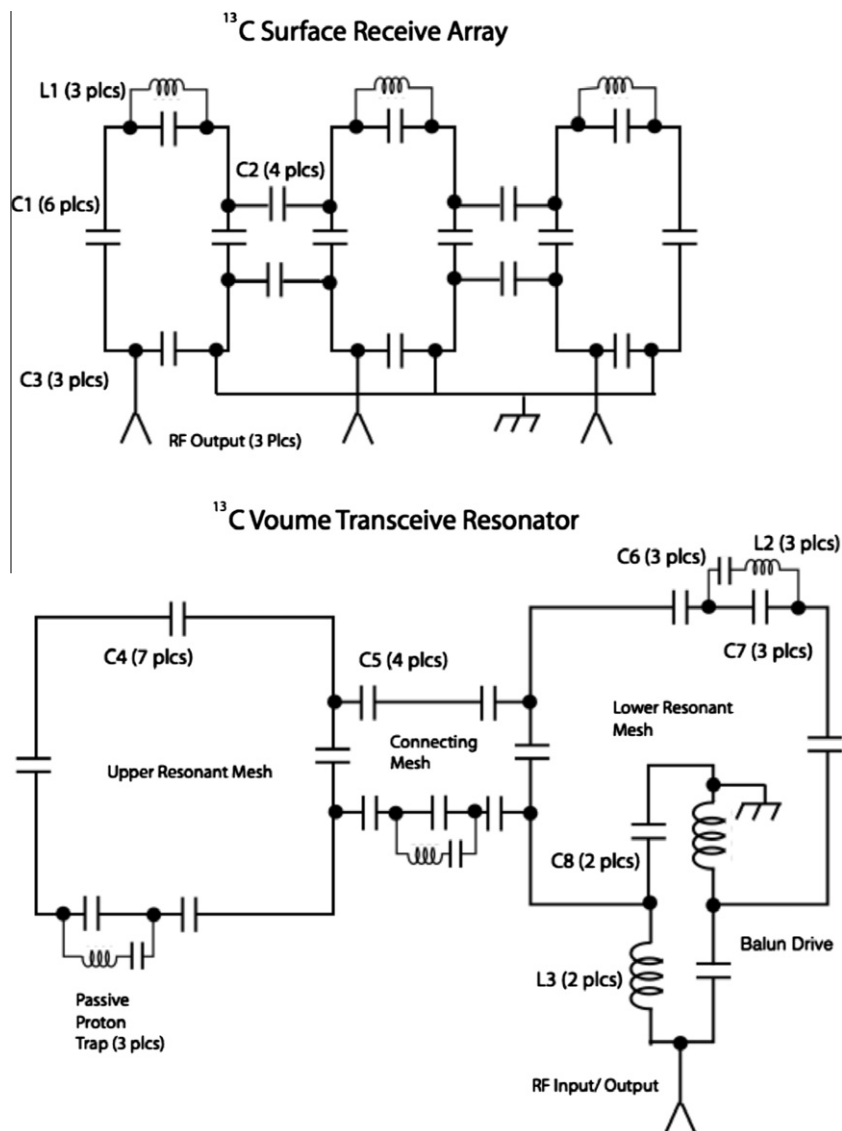 ¹³C Surface Receive Array
L1 (3 plcs)
C2 (4 plcs)
C1 (6 plcs)
C3 (3 plcs)
RF Output (3 Plcs)
¹³C Voume Transceive Resonator
C6 (3 plcs)
L2 (3 plcs)
C4 (7 plcs)
C5 (4 plcs)
C7 (3 plcs)
Upper Resonant Mesh
Connecting
Mesh
Lower Resonant
Mesh
C8 (2 plcs)
L3 (2 plcs)
Balun Drive
Passive
Proton
Trap (3 plcs)
RF Input/ Output